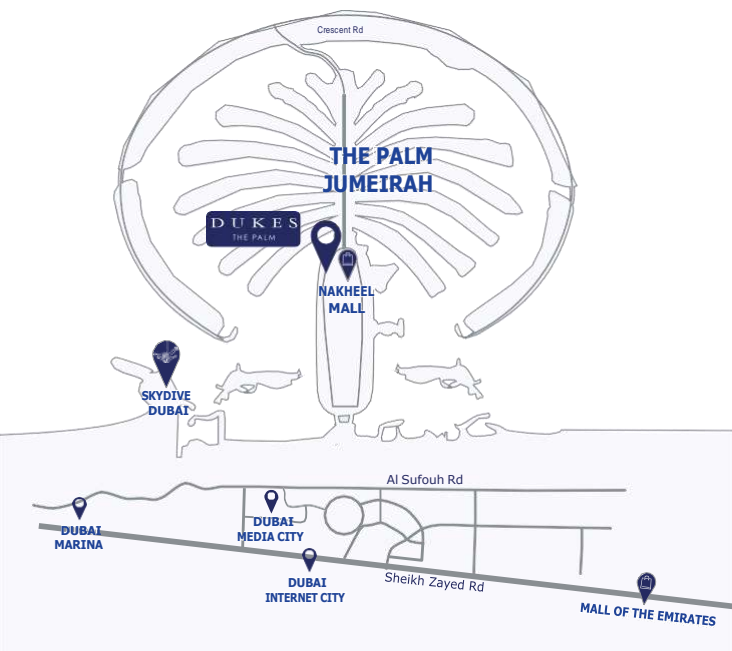 Crescent Rd
THE PALM
JUMEIRAH
DUKES
THE PALM
NAKHEEL
MALL
SKYDIVE
DUBAI
Al Sufouh Rd
DUBAI
MARINA
DUBAI
MEDIA CITY
DUBAI
INTERNET CITY
Sheikh Zayed Rd
MALL OF THE EMIRATES